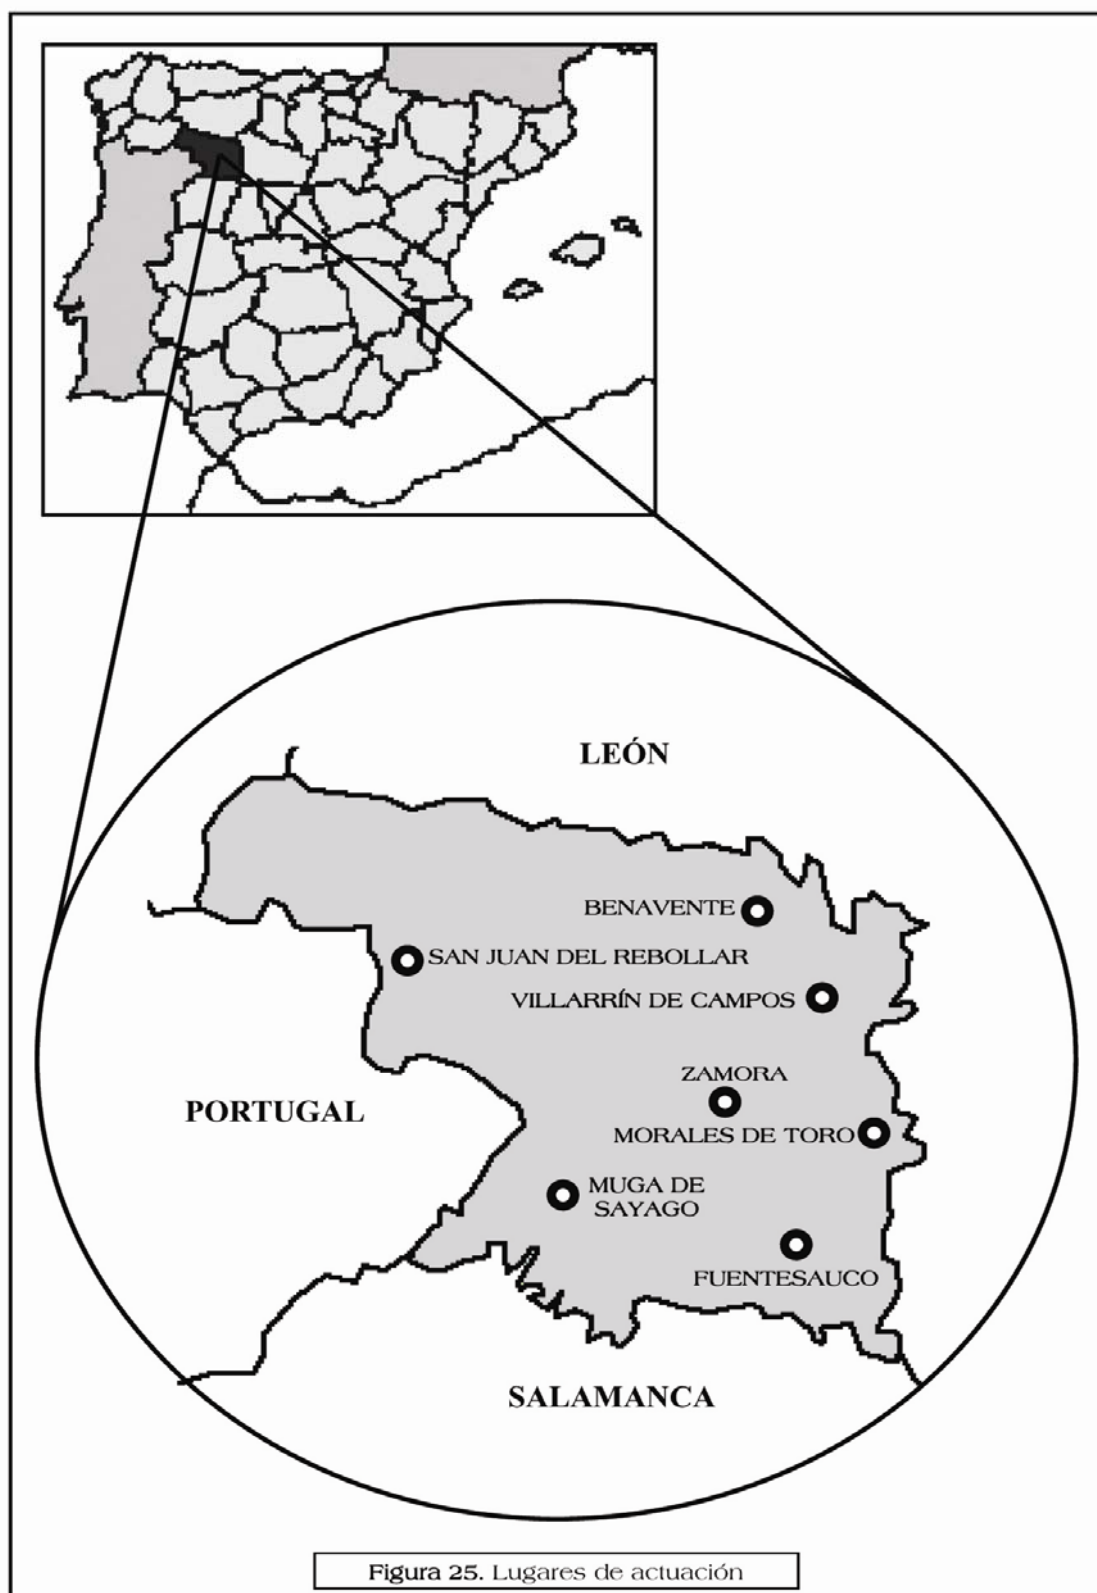 LEÓN
BENAVENTE
SAN JUAN DEL REBOLLAR
VILLARRÍN DE CAMPOS
ZAMORA
PORTUGAL
MORALES DE TORO
MUGA DE
SAYAGO
FUENTESAUCO
SALAMANCA
Figura 25. Lugares de actuación